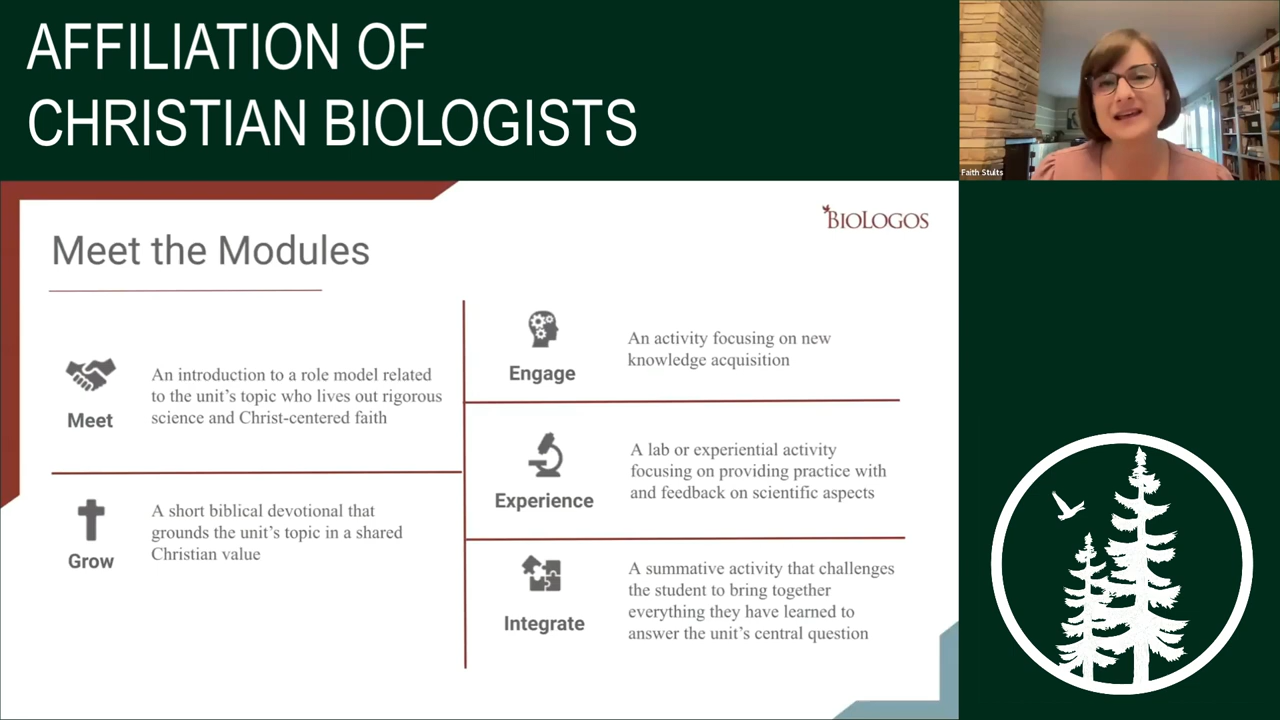 AFFILIATION OF
CHRISTIAN BIOLOGISTS
Faith Stults
BIOLOGOS
Meet the Modules
Meet
An introduction to a role model related
to the unit's topic who lives out rigorous
science and Christ-centered faith
Grow
A short biblical devotional that
grounds the unit's topic in a shared
Christian value
Engage
An activity focusing on new
knowledge acquisition
Experience
A lab or experiential activity
focusing on providing practice with
and feedback on scientific aspects
Integrate
A summative activity that challenges
the student to bring together
everything they have learned to
answer the unit's central question